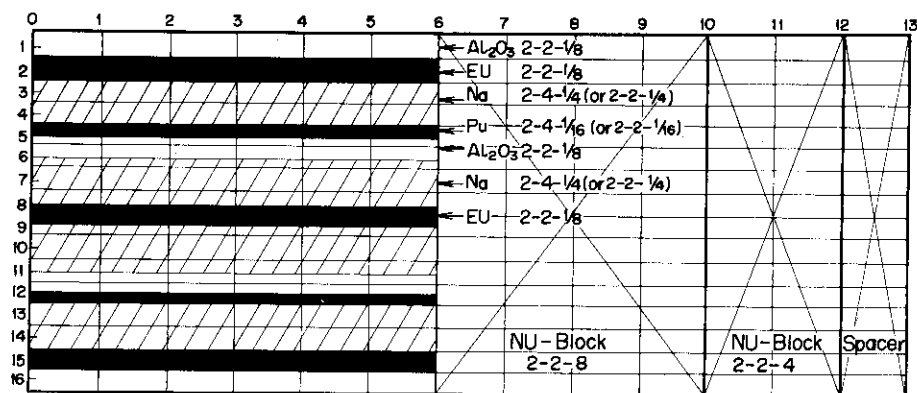 0 1 2 3 4 5 6 7 8 9 10 11 12 13
1
Al₂O₃ 2-2-1/8
2
EU 2-2-1/8
3
Na 2-4-1/4 (or 2-2-1/4)
4
Pu 2-4-1/16 (or 2-2-1/16)
5
Al₂O₃ 2-2-1/8
6
7
Na 2-4-1/4 (or 2-2-1/4)
8
EU 2-2-1/8
9
10
11
12
13
14
NU-Block NU-Block Spacer
15
2-2-8 2-2-4
16